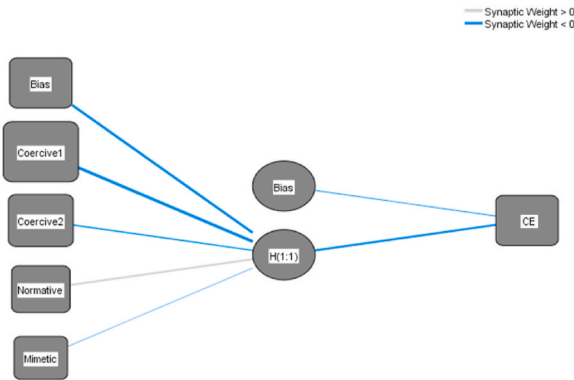 Synaptic Weight > 0
Synaptic Weight < 0
Bias
Coercive1
Coercive2
Normative
Mimetic
Bias
H(1:1)
CE